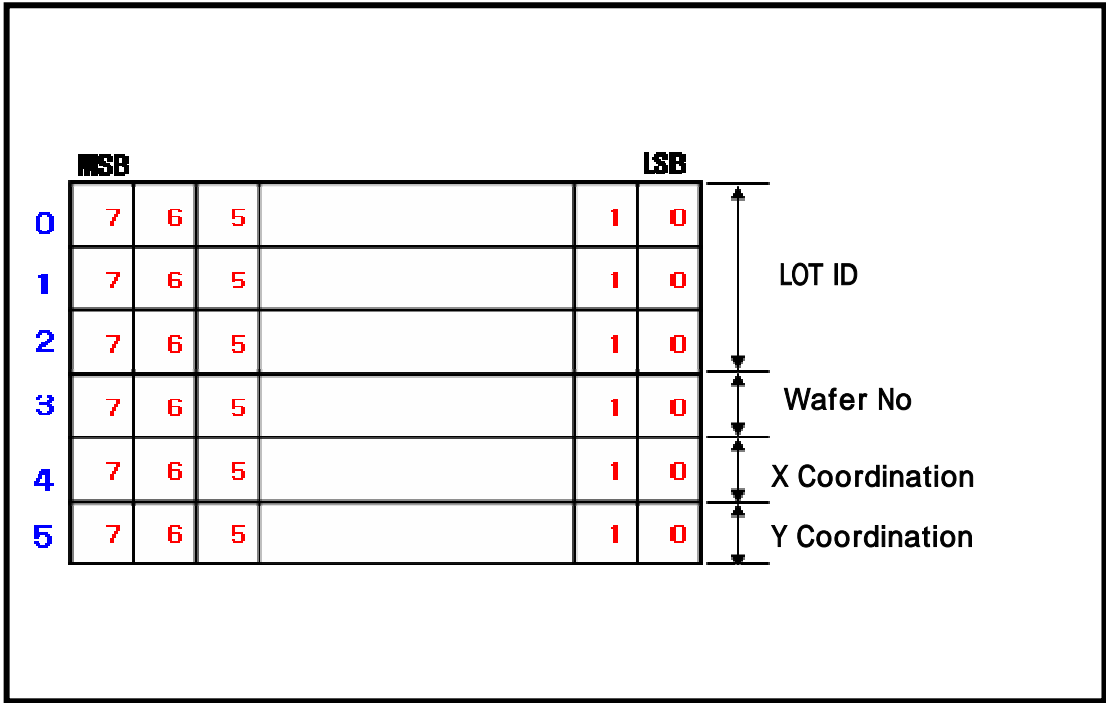 MSB LSB
0 7 6 5 1 0
1 7 6 5 1 0
LOT ID
2 7 6 5 1 0
3 7 6 5 1 0
Wafer No
4 7 6 5 1 0
X Coordination
5 7 6 5 1 0
Y Coordination